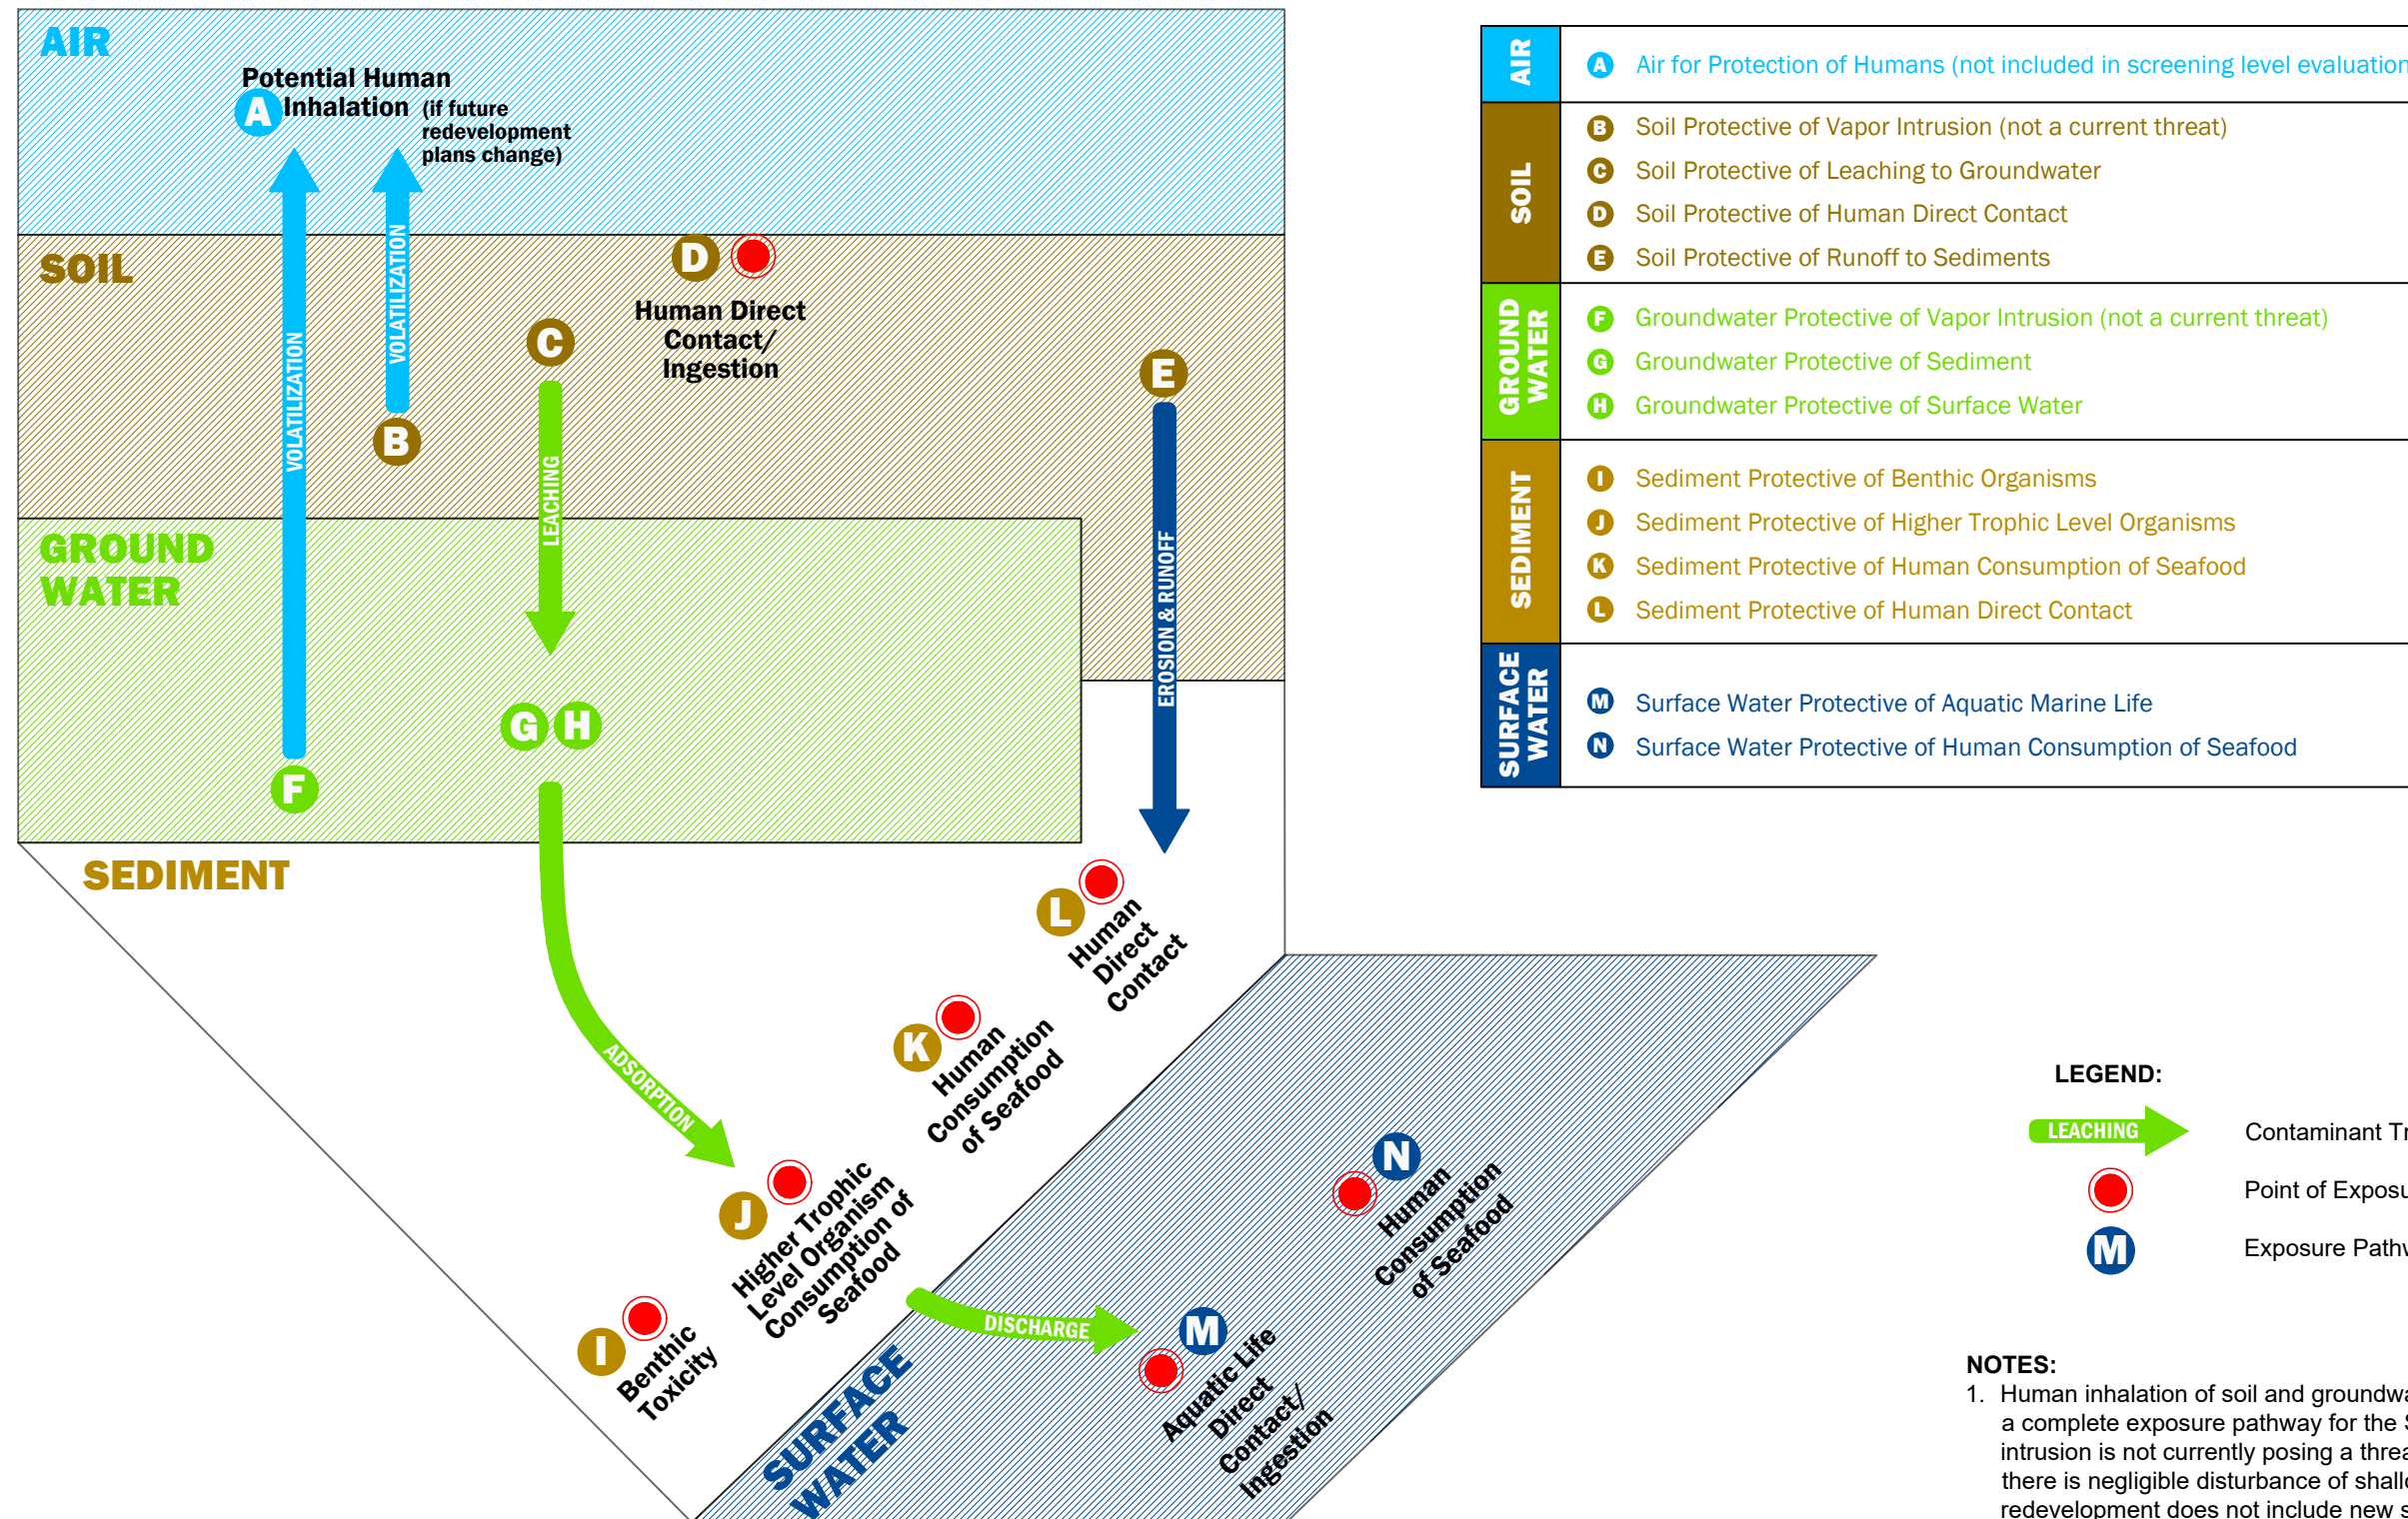 AIR
Potential Human
A Inhalation (if future
redevelopment
plans change)
VOLATILIZATION
VOLATILIZATION
SOIL
B
C
LEACHING
D
Human Direct
Contact/
Ingestion
E
EROSION & RUNOFF
GROUND
WATER
F
G H
ADSORPTION
SEDIMENT
L
Human
Direct
Contact
K
Human
Consumption
of Seafood
J
Higher Trophic
Level Organism
Consumption of
Seafood
I
Benthic
Toxicity
DISCHARGE
SURFACE
WATER
M
Aquatic Life
Direct
Contact/
Ingestion
N
Human
Consumption
of Seafood
AIR
A Air for Protection of Humans (not included in screening level evaluation
SOIL
B Soil Protective of Vapor Intrusion (not a current threat)
C Soil Protective of Leaching to Groundwater
D Soil Protective of Human Direct Contact
E Soil Protective of Runoff to Sediments
GROUND
WATER
F Groundwater Protective of Vapor Intrusion (not a current threat)
G Groundwater Protective of Sediment
H Groundwater Protective of Surface Water
SEDIMENT
I Sediment Protective of Benthic Organisms
J Sediment Protective of Higher Trophic Level Organisms
K Sediment Protective of Human Consumption of Seafood
L Sediment Protective of Human Direct Contact
SURFACE
WATER
M Surface Water Protective of Aquatic Marine Life
N Surface Water Protective of Human Consumption of Seafood
LEGEND:
LEACHING Contaminant
Point of
M Exposure
NOTES:
1. Human inhalation of soil and
a complete exposure pathway for the
intrusion is not currently posing a
there is negligible disturbance of
redevelopment does not include new